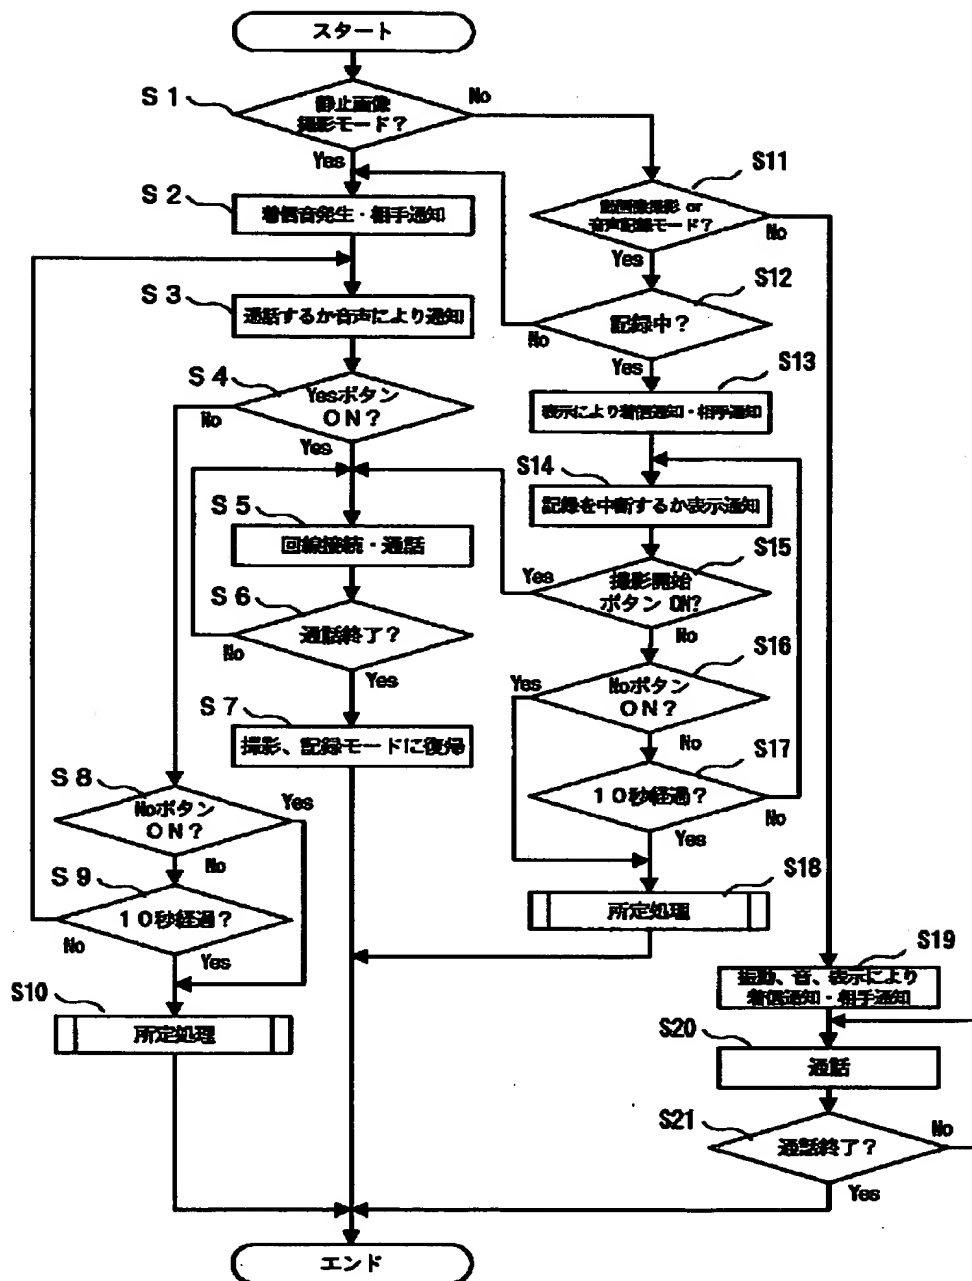 スタート
S1
静止画像
撮影モード?
No
Yes
S2
着信音発生・相手通知
S3
通話するか音声により通知
S4
Yesボタン
ON?
No
Yes
S5
回線接続・通話
S6
通話終了?
No
Yes
S7
撮影、記録モードに復帰
S8
Noボタン
ON?
Yes
No
S9
10秒経過?
No
Yes
S10
所定処理
S11
動画像撮影 or
音声記録モード?
No
Yes
S12
記録中?
No
Yes
S13
表示により着信通知・相手通知
S14
記録を中断するか表示通知
S15
撮影開始
ボタン ON?
Yes
No
S16
Noボタン
ON?
Yes
No
S17
10秒経過?
No
Yes
S18
所定処理
S19
振動、音、表示により
着信通知・相手通知
S20
通話
S21
通話終了?
No
Yes
エンド